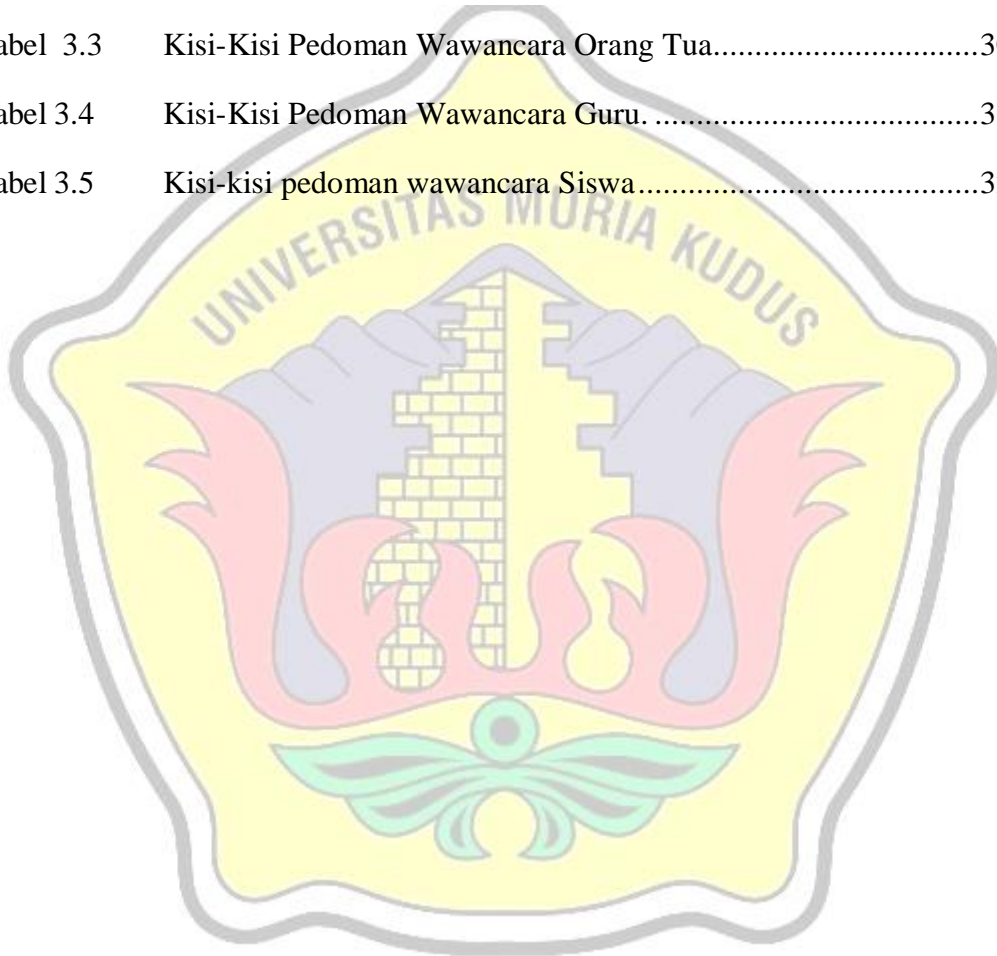 abel 3.3 Kisi-Kisi Pedoman Wawancara Orang Tua................................3
abel 3.4 Kisi-Kisi Pedoman Wawancara Guru. .......................................3
abel 3.5 Kisi-kisi pedoman wawancara Siswa.........................................3
UNIVERSITAS MURIA KUDUS